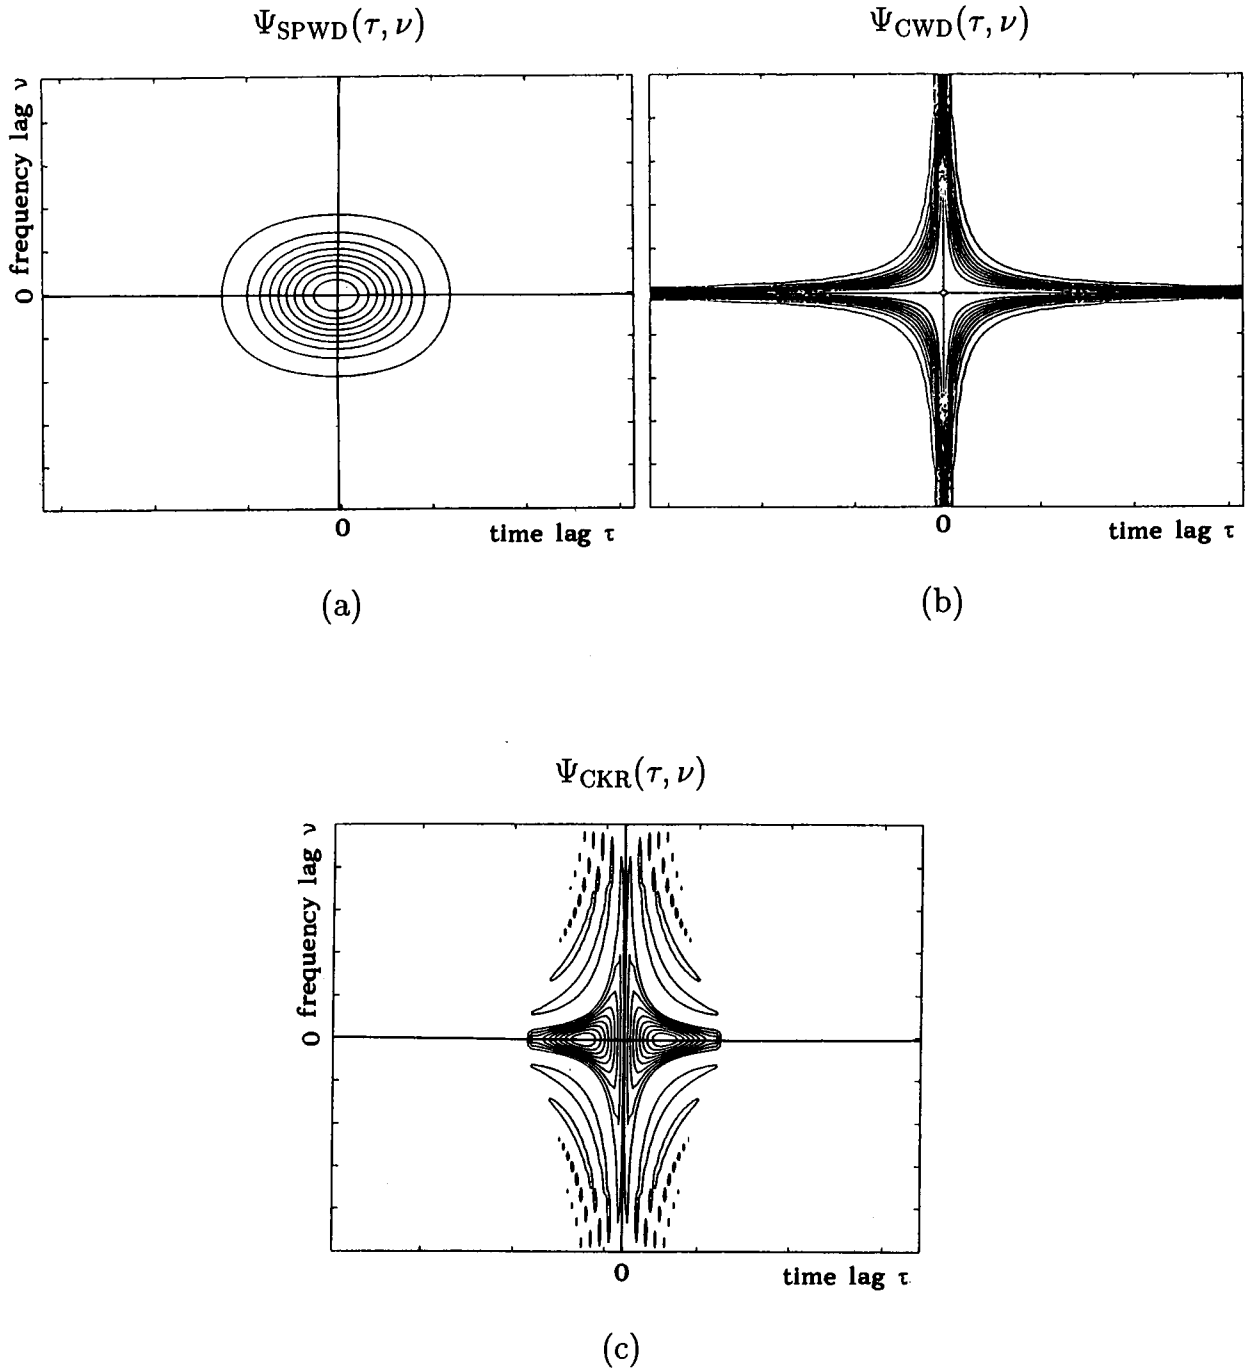 Ψ_SPWD(τ, ν)
Ψ_CWD(τ, ν)
0 frequency lag ν
0
time lag τ
0
time lag τ
(a)
(b)
Ψ_CKR(τ, ν)
0 frequency lag ν
0
time lag τ
(c)